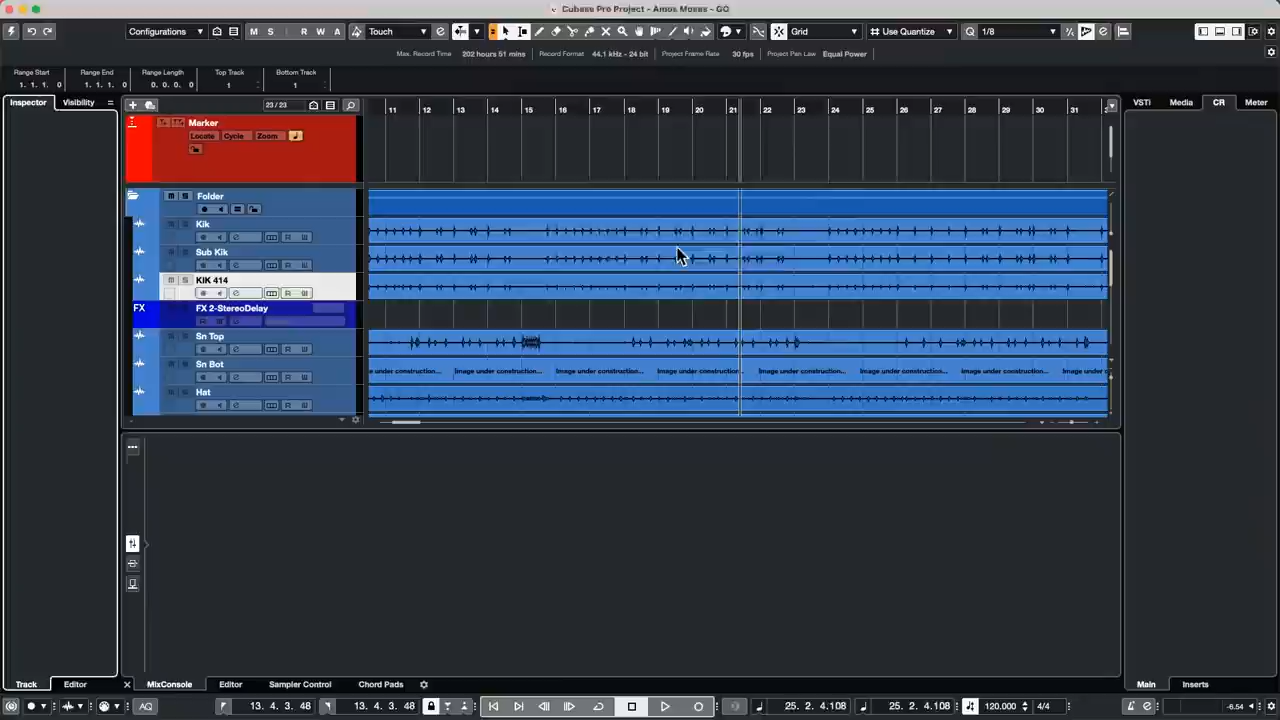 Cubase Pro Project - Amos Moses - GO
Configurations M S R W A Touch Grid Use Quantize Q 1/8
Max. Record Time 202 hours 51 mins Record Format 44.1 kHz - 24 bit Project Frame Rate 30 fps Project Pan Law Equal Power
Range Start Range End Range Length Top Track Bottom Track
1. 1. 1. 0 1. 1. 1. 0 0. 0. 0. 0 1 1
Inspector Visibility 23 / 23 11 12 13 14 15 16 17 18 19 20 21 22 23 24 25 26 27 28 29 30 31 VSTi Media CR Meter
Marker
Locate Cycle Zoom
Folder
Kik
Sub Kik
KIK 414
FX FX 2-StereoDelay
Sn Top
Sn Bot
e under construction... Image under construction... Image under construction... Image under construction... Image under construction... Image under construction... Image under construction... Image under c
Hat
Track Editor MixConsole Editor Sampler Control Chord Pads Main Inserts
AQ 13. 4. 3. 48 13. 4. 3. 48 25. 2. 4.108 25. 2. 4.108 120.000 4/4 -6.54